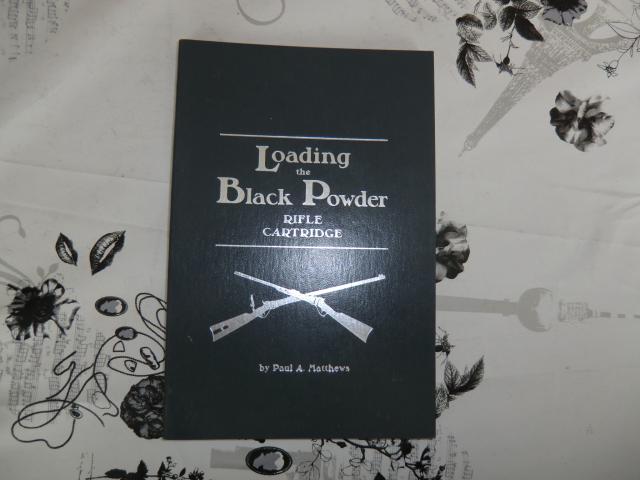 Loading
the
Black Powder
RIFLE
CARTRIDGE
by Paul A. Matthews